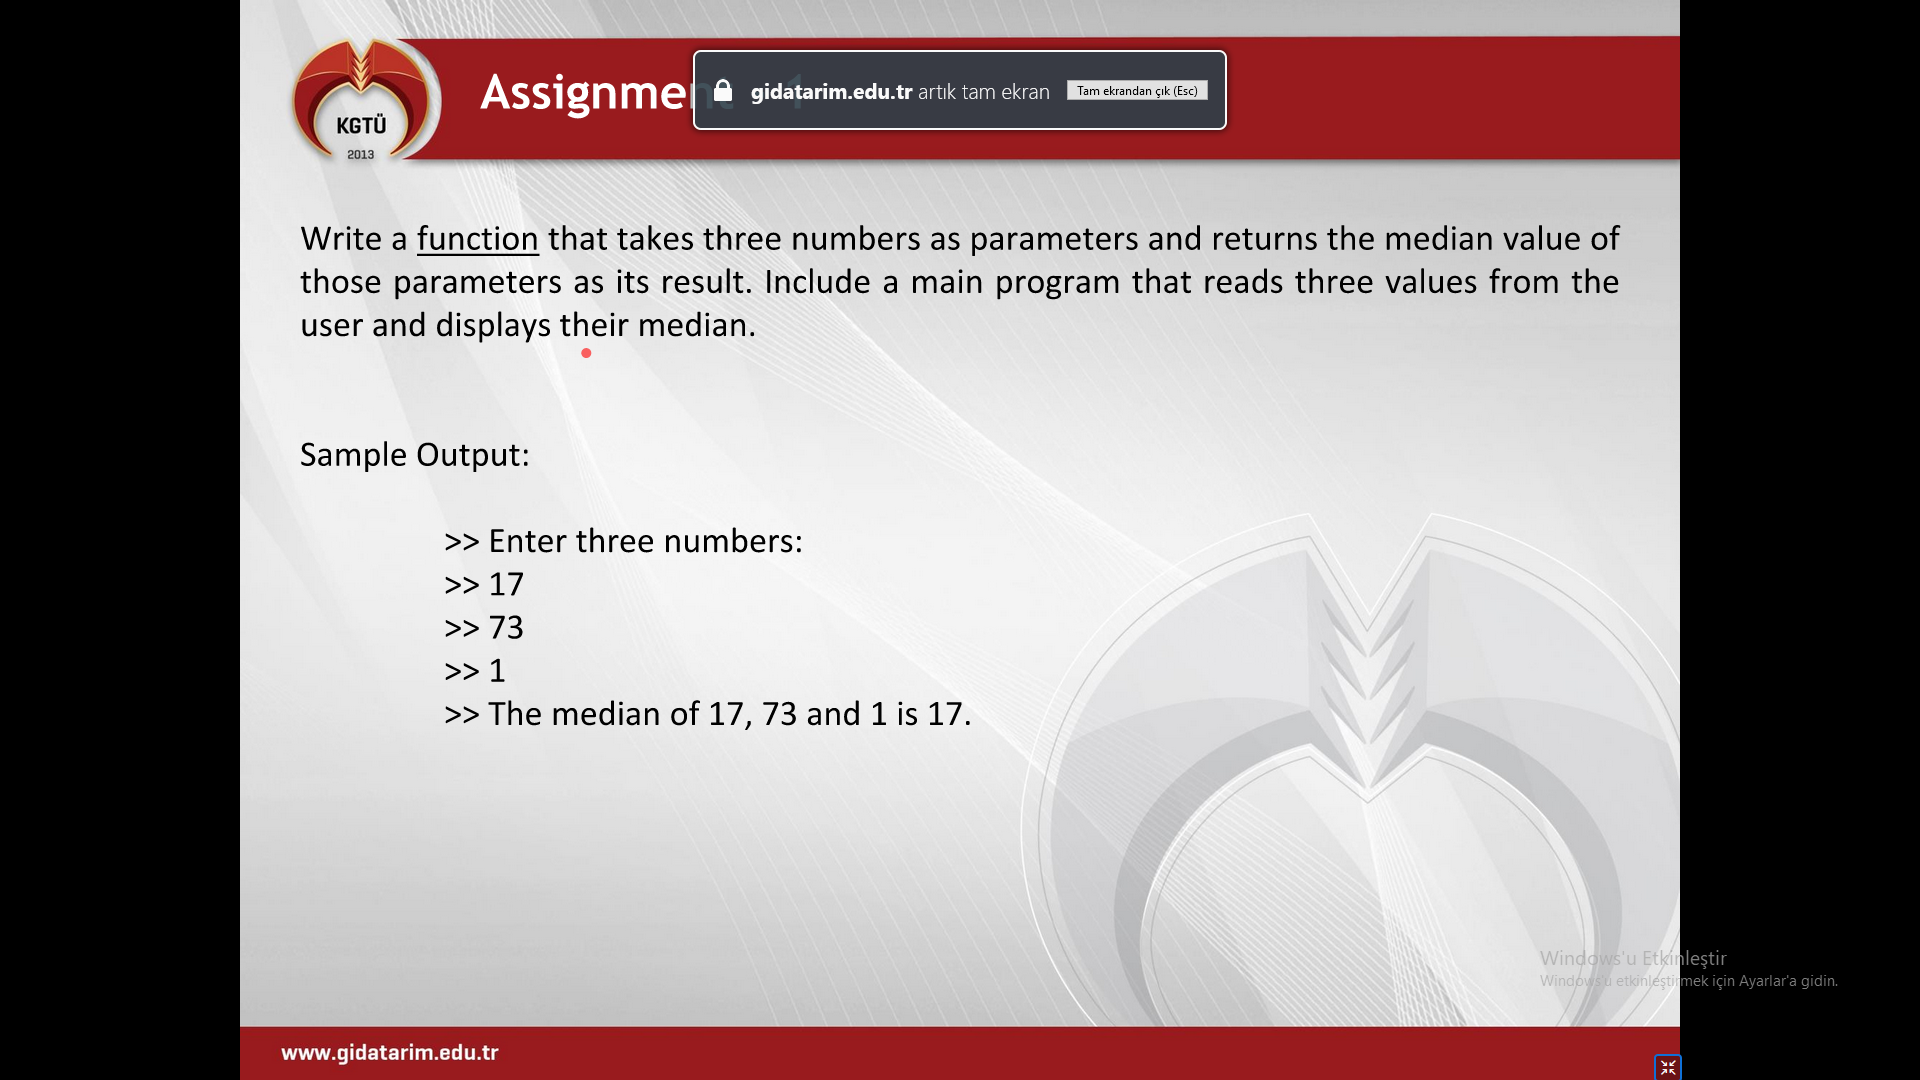 KGTÜ
2013
Assignment 1
gidatarim.edu.tr artık tam ekran
Tam ekrandan çık (Esc)
Write a function that takes three numbers as parameters and returns the median value of
those parameters as its result. Include a main program that reads three values from the
user and displays their median.
Sample Output:
>> Enter three numbers:
>> 17
>> 73
>> 1
>> The median of 17, 73 and 1 is 17.
Windows'u Etkinleştir
Windows'u etkinleştirmek için Ayarlar'a gidin.
www.gidatarim.edu.tr